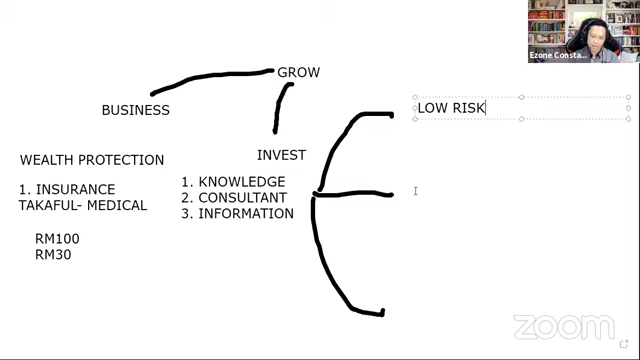 Ezone Consta...
GROW
BUSINESS
LOW RISK
WEALTH PROTECTION
INVEST
1. INSURANCE
TAKAFUL- MEDICAL
1. KNOWLEDGE
2. CONSULTANT
3. INFORMATION
RM100
RM30
zoom